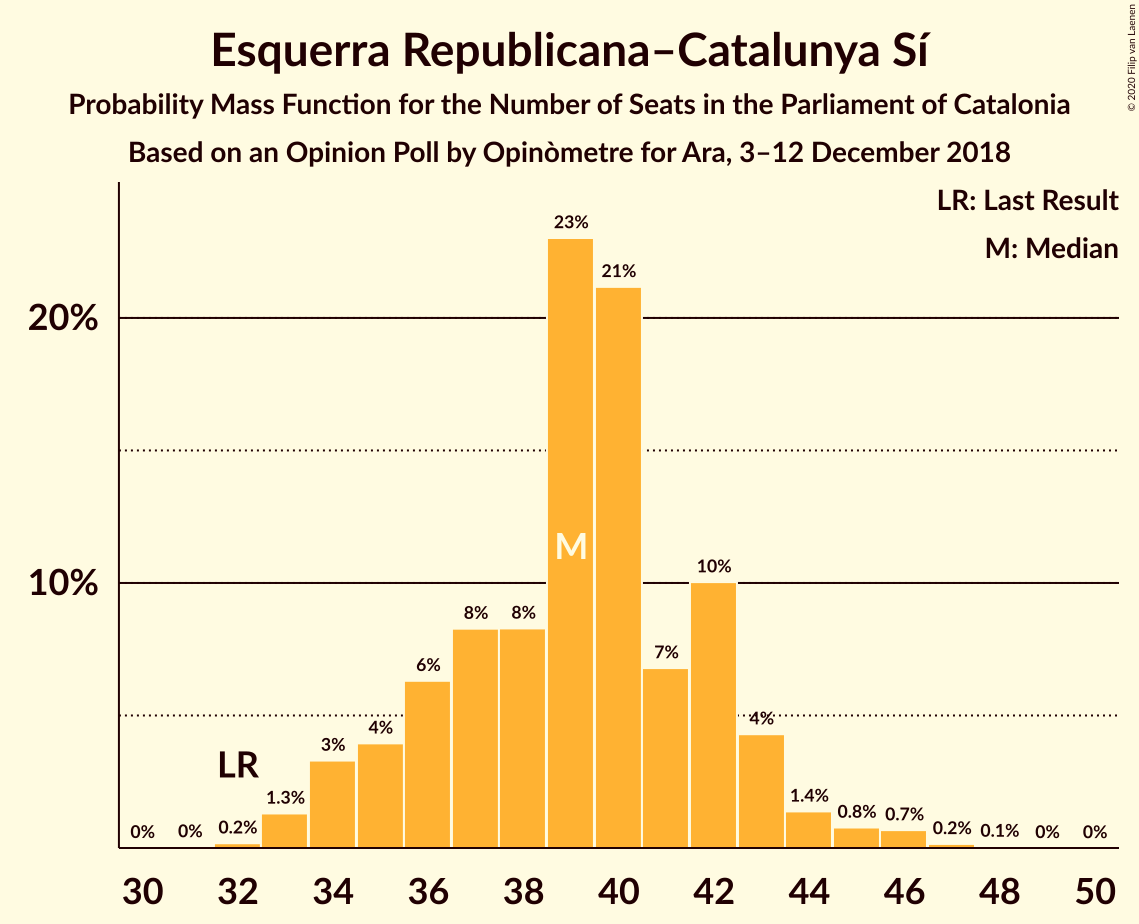 Esquerra Republicana–Catalunya Sí
Probability Mass Function for the Number of Seats in the Parliament of Catalonia
Based on an Opinion Poll by Opinòmetre for Ara, 3–12 December 2018
© 2020 Filip van Laenen
LR: Last Result
M: Median
23%
21%
20%
M
10%
10%
8%
8%
7%
6%
4%
4%
3%
LR
1.3%
1.4%
0.8%
0.7%
0%
0%
0.2%
0.2%
0.1%
0%
0%
30 32 34 36 38 40 42 44 46 48 50